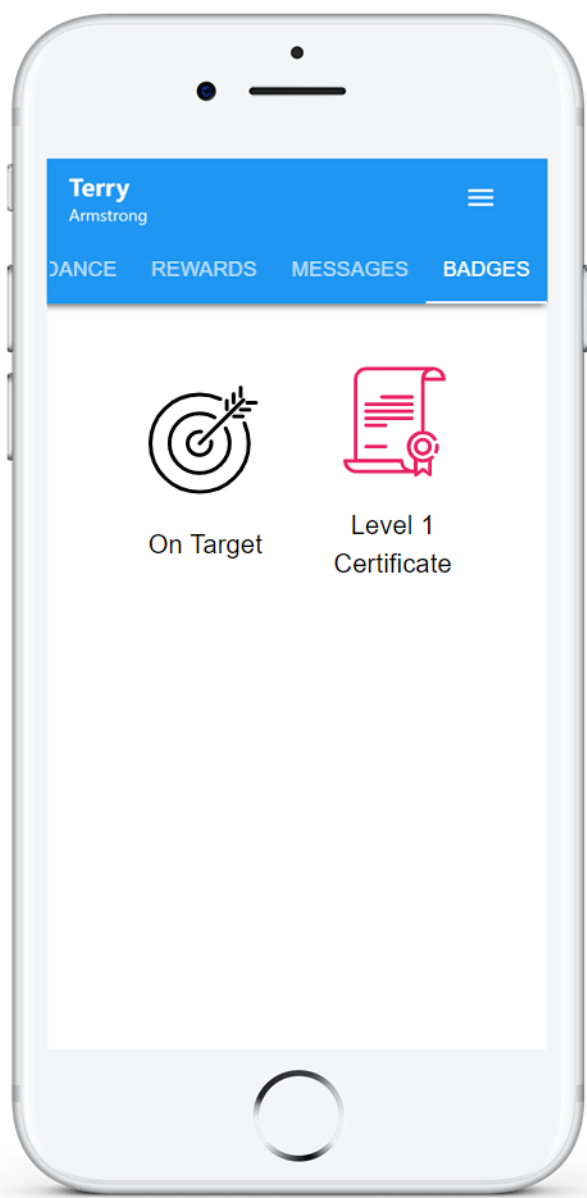 Terry
Armstrong
DANCE REWARDS MESSAGES BADGES
On Target
Level 1
Certificate